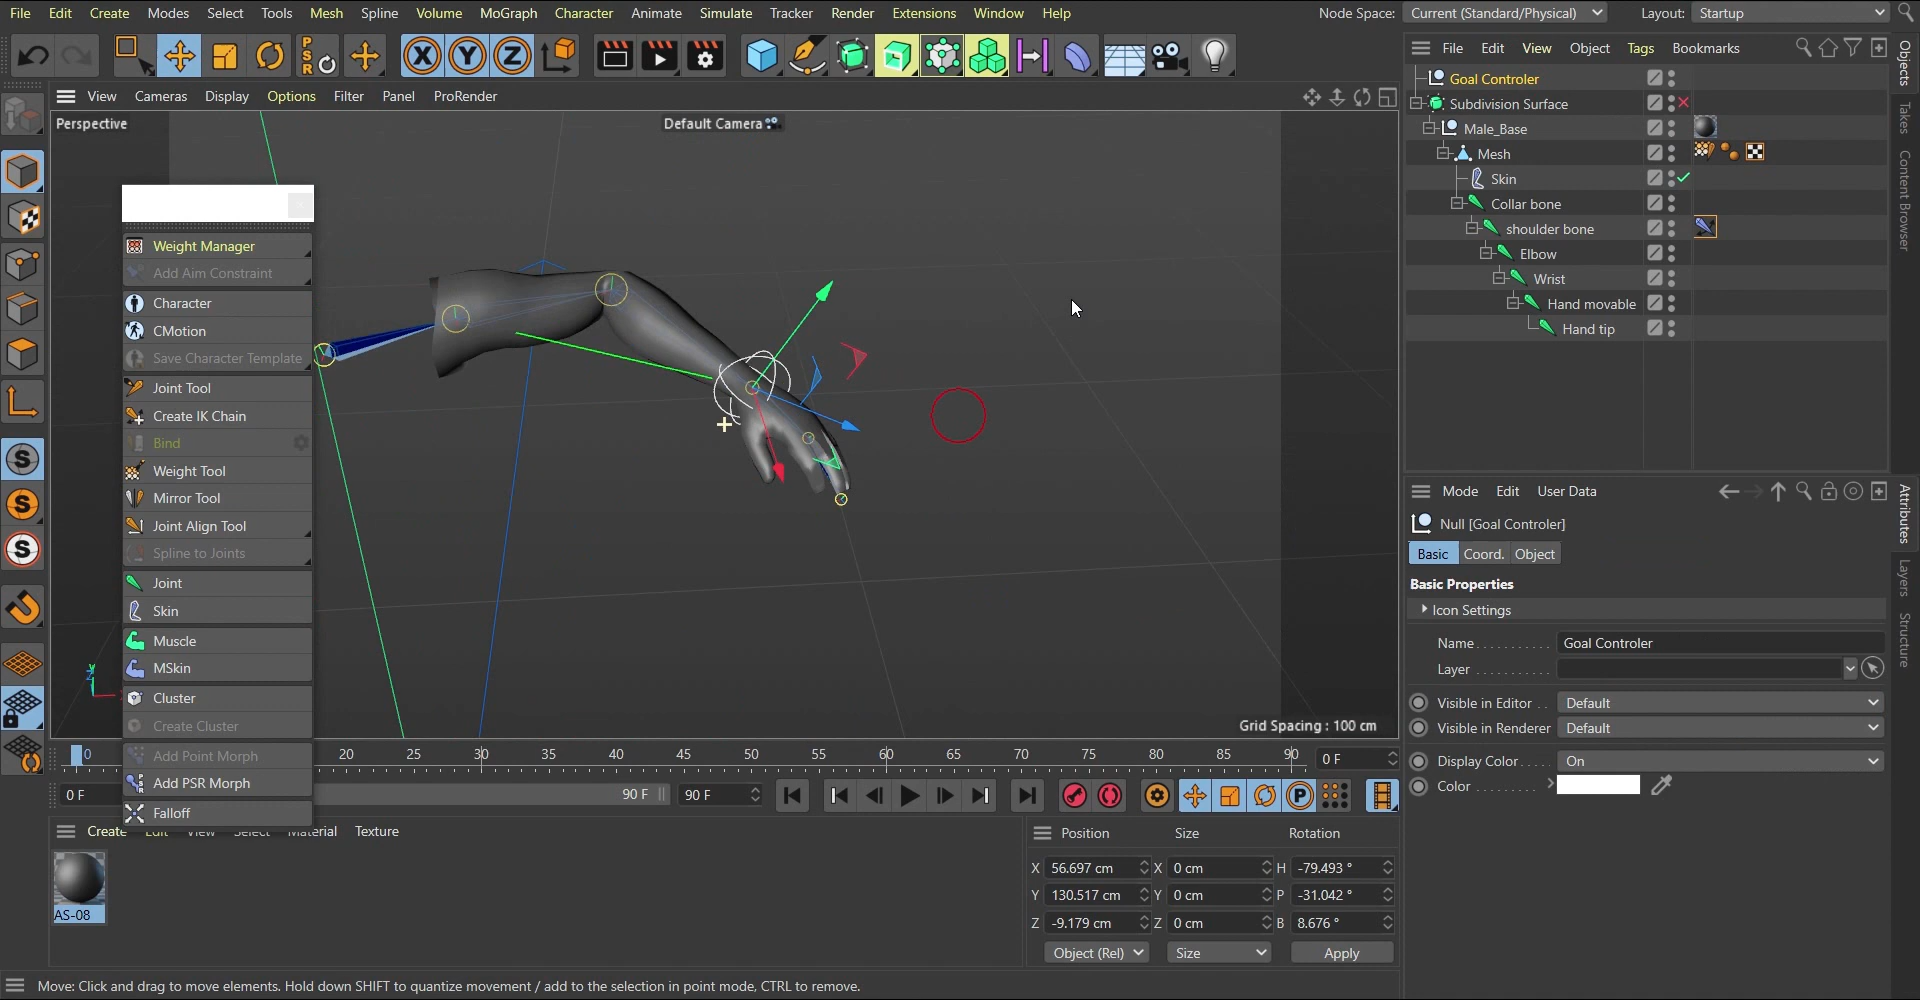 File Edit Create Modes Select Tools Mesh Spline Volume MoGraph Character Animate Simulate Tracker Render Extensions Window Help Node Space: Current (Standard/Physical) Layout: Startup
PSR X Y Z
File Edit View Object Tags Bookmarks
View Cameras Display Options Filter Panel ProRender
Perspective
Default Camera
Goal Controler
Subdivision Surface
Male_Base
Mesh
Skin
Collar bone
shoulder bone
Elbow
Wrist
Hand movable
Hand tip
Objects
Takes
Content Browser
Weight Manager
Add Aim Constraint
Character
CMotion
Save Character Template
Joint Tool
Create IK Chain
Bind
Weight Tool
Mirror Tool
Joint Align Tool
Spline to Joints
Joint
Skin
Muscle
MSkin
Cluster
Create Cluster
Add Point Morph
Add PSR Morph
Falloff
S
S
S
Y
Z
Grid Spacing : 100 cm
Mode Edit User Data
Null [Goal Controler]
Basic Coord. Object
Basic Properties
Icon Settings
Name . . . . . . . . . . . Goal Controler
Layer . . . . . . . . . . .
Visible in Editor . . Default
Visible in Renderer Default
Display Color. . . . . On
Color . . . . . . . . .
Attributes
Layers
Structure
0 20 25 30 35 40 45 50 55 60 65 70 75 80 85 90 0 F
0 F 90 F 90 F P
Create Edit View Select Material Texture
AS-08
Position Size Rotation
X 56.697 cm X 0 cm H -79.493 °
Y 130.517 cm Y 0 cm P -31.042 °
Z -9.179 cm Z 0 cm B 8.676 °
Object (Rel) Size Apply
Move: Click and drag to move elements. Hold down SHIFT to quantize movement / add to the selection in point mode, CTRL to remove.